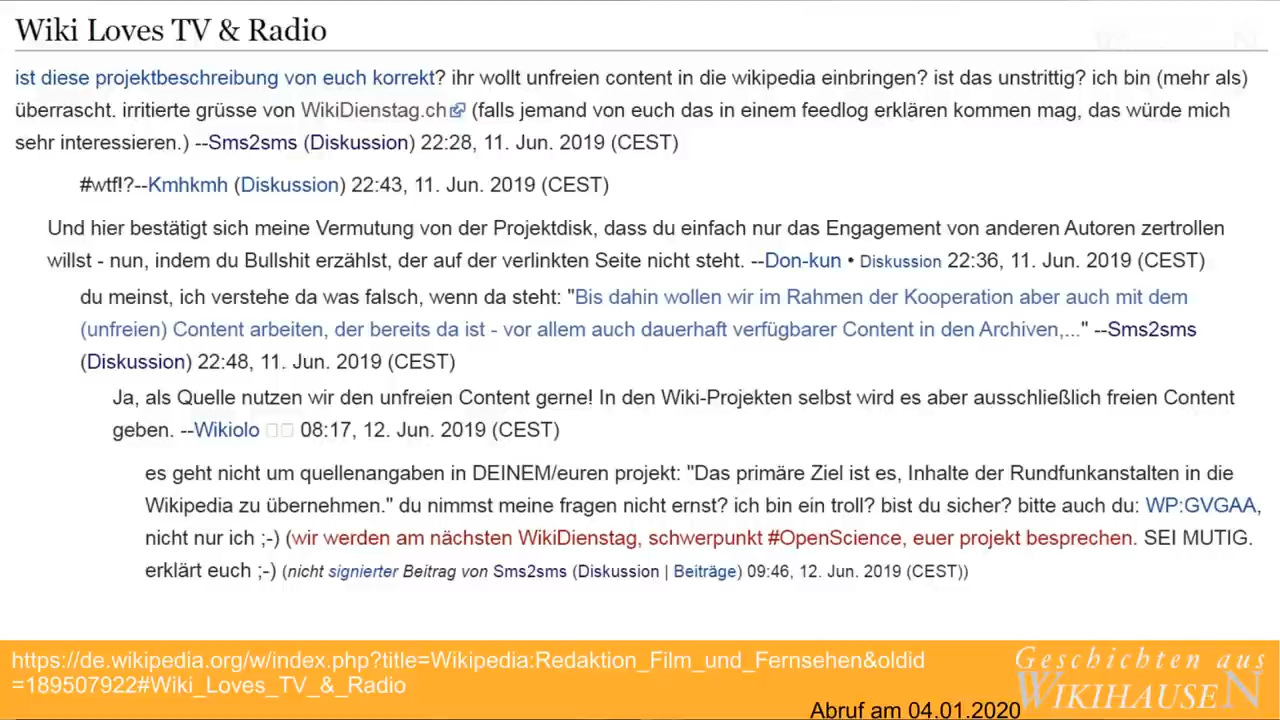 Wiki Loves TV & Radio
ist diese projektbeschreibung von euch korrekt? ihr wollt unfreien content in die wikipedia einbringen? ist das unstrittig? ich bin (mehr als)
überrascht. irritierte grüsse von WikiDienstag.ch (falls jemand von euch das in einem feedlog erklären kommen mag, das würde mich
sehr interessieren.) --Sms2sms (Diskussion) 22:28, 11. Jun. 2019 (CEST)
#wtf!?--Kmhkmh (Diskussion) 22:43, 11. Jun. 2019 (CEST)
Und hier bestätigt sich meine Vermutung von der Projektdisk, dass du einfach nur das Engagement von anderen Autoren zertrollen
willst - nun, indem du Bullshit erzählst, der auf der verlinkten Seite nicht steht. --Don-kun • Diskussion 22:36, 11. Jun. 2019 (CEST)
du meinst, ich verstehe da was falsch, wenn da steht: "Bis dahin wollen wir im Rahmen der Kooperation aber auch mit dem
(unfreien) Content arbeiten, der bereits da ist - vor allem auch dauerhaft verfügbarer Content in den Archiven,..." --Sms2sms
(Diskussion) 22:48, 11. Jun. 2019 (CEST)
Ja, als Quelle nutzen wir den unfreien Content gerne! In den Wiki-Projekten selbst wird es aber ausschließlich freien Content
geben. --Wikiolo 08:17, 12. Jun. 2019 (CEST)
es geht nicht um quellenangaben in DEINEM/euren projekt: "Das primäre Ziel ist es, Inhalte der Rundfunkanstalten in die
Wikipedia zu übernehmen." du nimmst meine fragen nicht ernst? ich bin ein troll? bist du sicher? bitte auch du: WP:GVGAA,
nicht nur ich ;-) (wir werden am nächsten WikiDienstag, schwerpunkt #OpenScience, euer projekt besprechen. SEI MUTIG.
erklärt euch ;-) (nicht signierter Beitrag von Sms2sms (Diskussion | Beiträge) 09:46, 12. Jun. 2019 (CEST))
https://de.wikipedia.org/w/index.php?title=Wikipedia:Redaktion_Film_und_Fernsehen&oldid
=189507922#Wiki_Loves_TV_&_Radio
Geschichten aus
WIKIHAUSEN
Abruf am 04.01.2020